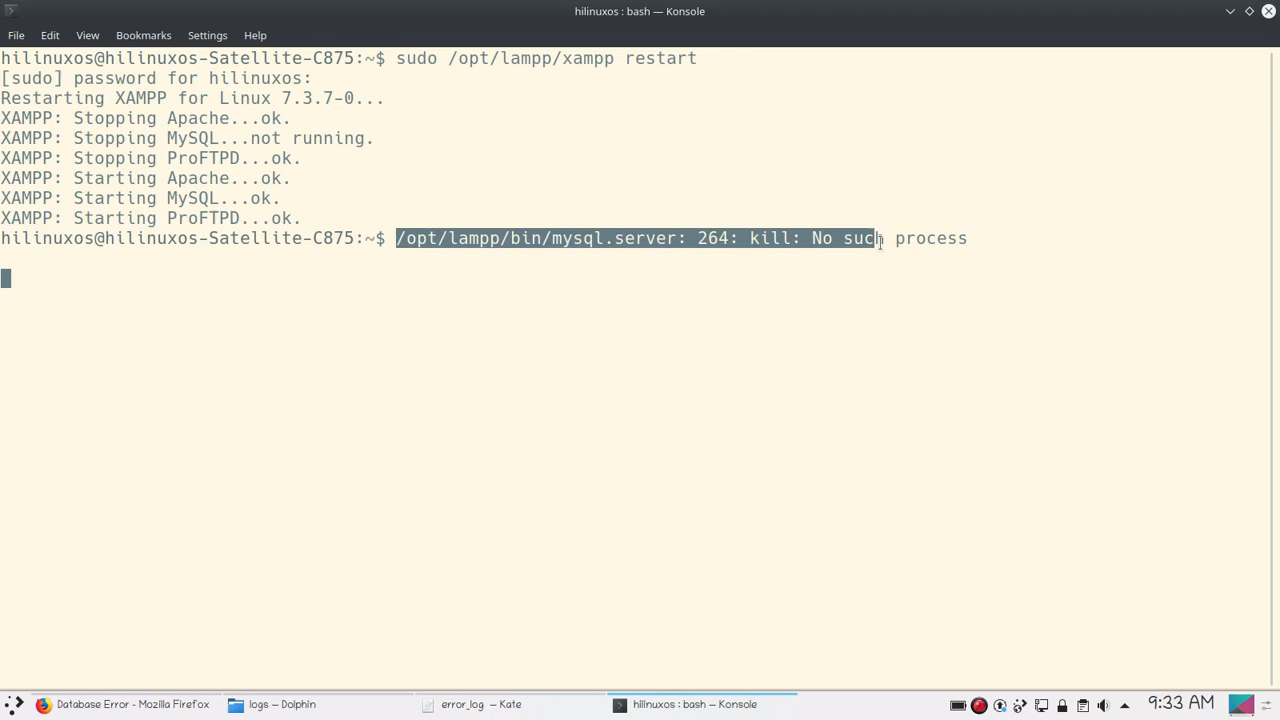 hilinuxos : bash — Konsole
File Edit View Bookmarks Settings Help
hilinuxos@hilinuxos-Satellite-C875:~$ sudo /opt/lampp/xampp restart
[sudo] password for hilinuxos:
Restarting XAMPP for Linux 7.3.7-0...
XAMPP: Stopping Apache...ok.
XAMPP: Stopping MySQL...not running.
XAMPP: Stopping ProFTPD...ok.
XAMPP: Starting Apache...ok.
XAMPP: Starting MySQL...ok.
XAMPP: Starting ProFTPD...ok.
hilinuxos@hilinuxos-Satellite-C875:~$ /opt/lampp/bin/mysql.server: 264: kill: No such process
Database Error - Mozilla Firefox logs – Dolphin error_log – Kate hilinuxos : bash — Konsole 9:33 AM